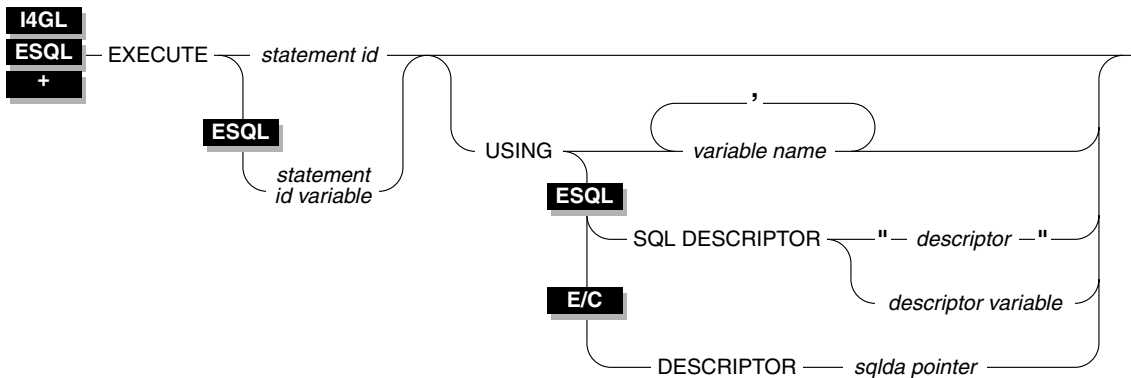 I4GL
ESQL EXECUTE statement id
+
,
ESQL
USING variable name
statement
id variable
ESQL
SQL DESCRIPTOR " descriptor "
E/C
descriptor variable
DESCRIPTOR sqlda pointer